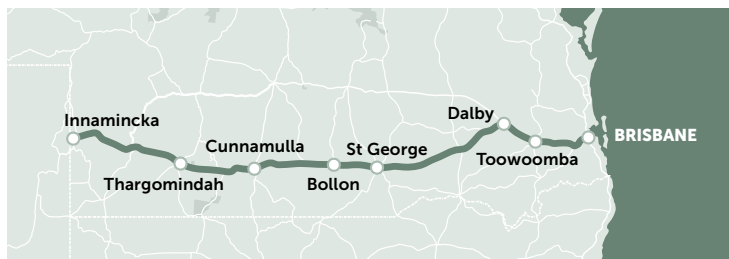 Innamincka
Thargomindah
Cunnamulla
Bollon
St George
Dalby
Toowoomba
BRISBANE